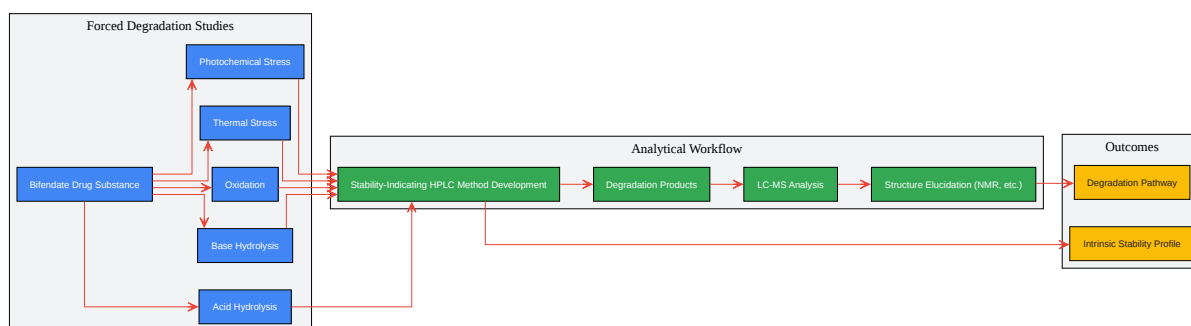 Forced Degradation Studies
Photochemical Stress
Thermal Stress
Bifendate Drug Substance
Oxidation
Base Hydrolysis
Acid Hydrolysis
Analytical Workflow
Stability-Indicating HPLC Method Development
Degradation Products
LC-MS Analysis
Structure Elucidation (NMR, etc.)
Outcomes
Degradation Pathway
Intrinsic Stability Profile